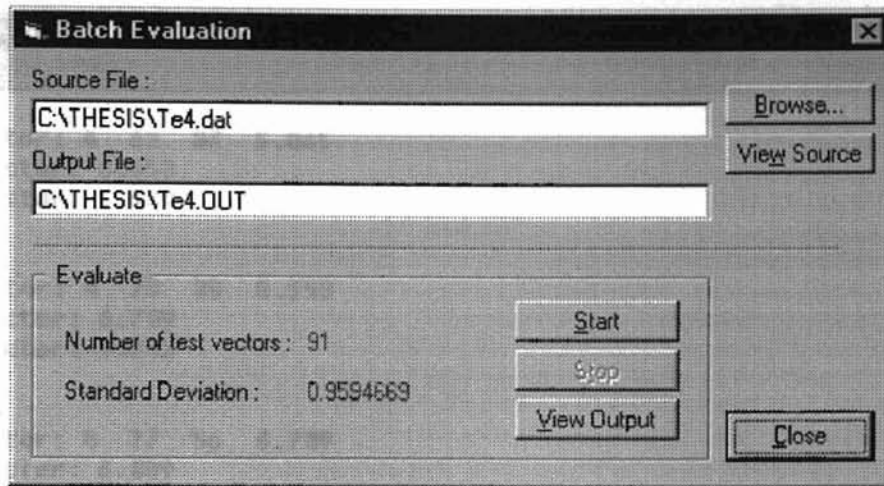 Batch Evaluation
Source File :
C:\THESIS\Te4.dat
Browse...
View Source
Output File :
C:\THESIS\Te4.OUT
Evaluate
Number of test vectors : 91
Standard Deviation : 0.9594669
Start
Stop
View Output
Close